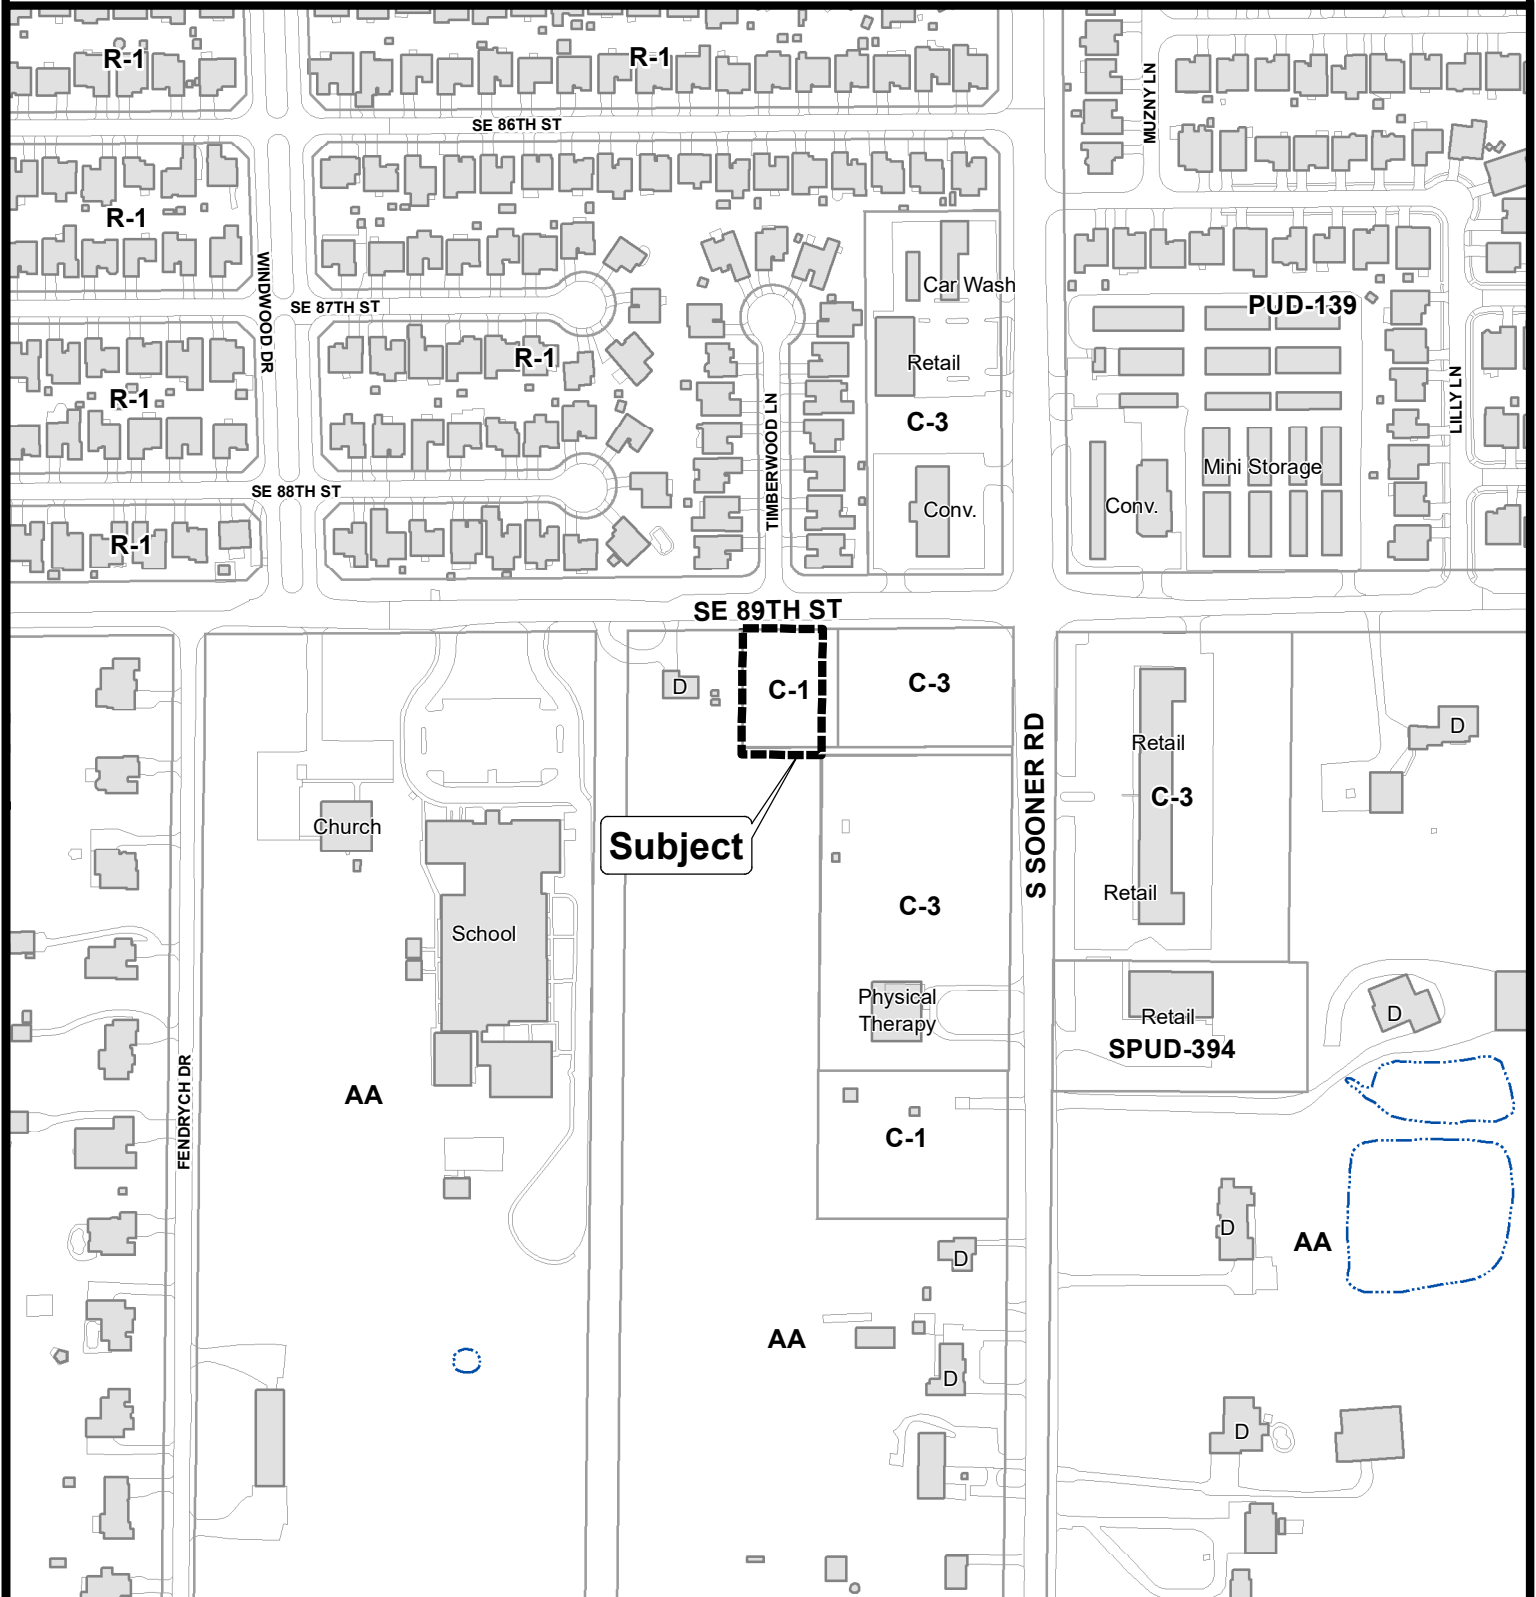 R-1
R-1
MUZNY LN
SE 86TH ST
R-1
WINDWOOD DR
Car Wash
SE 87TH ST
PUD-139
R-1
Retail
R-1
LILLY LN
TIMBERWOOD LN
C-3
Mini Storage
SE 88TH ST
Conv.
Conv.
R-1
SE 89TH ST
D
C-1
C-3
S SOONER RD
D
Retail
C-3
Church
Subject
Retail
C-3
School
Physical
Therapy
D
Retail
SPUD-394
FENDRYCH DR
AA
C-1
D
AA
D
AA
D
D